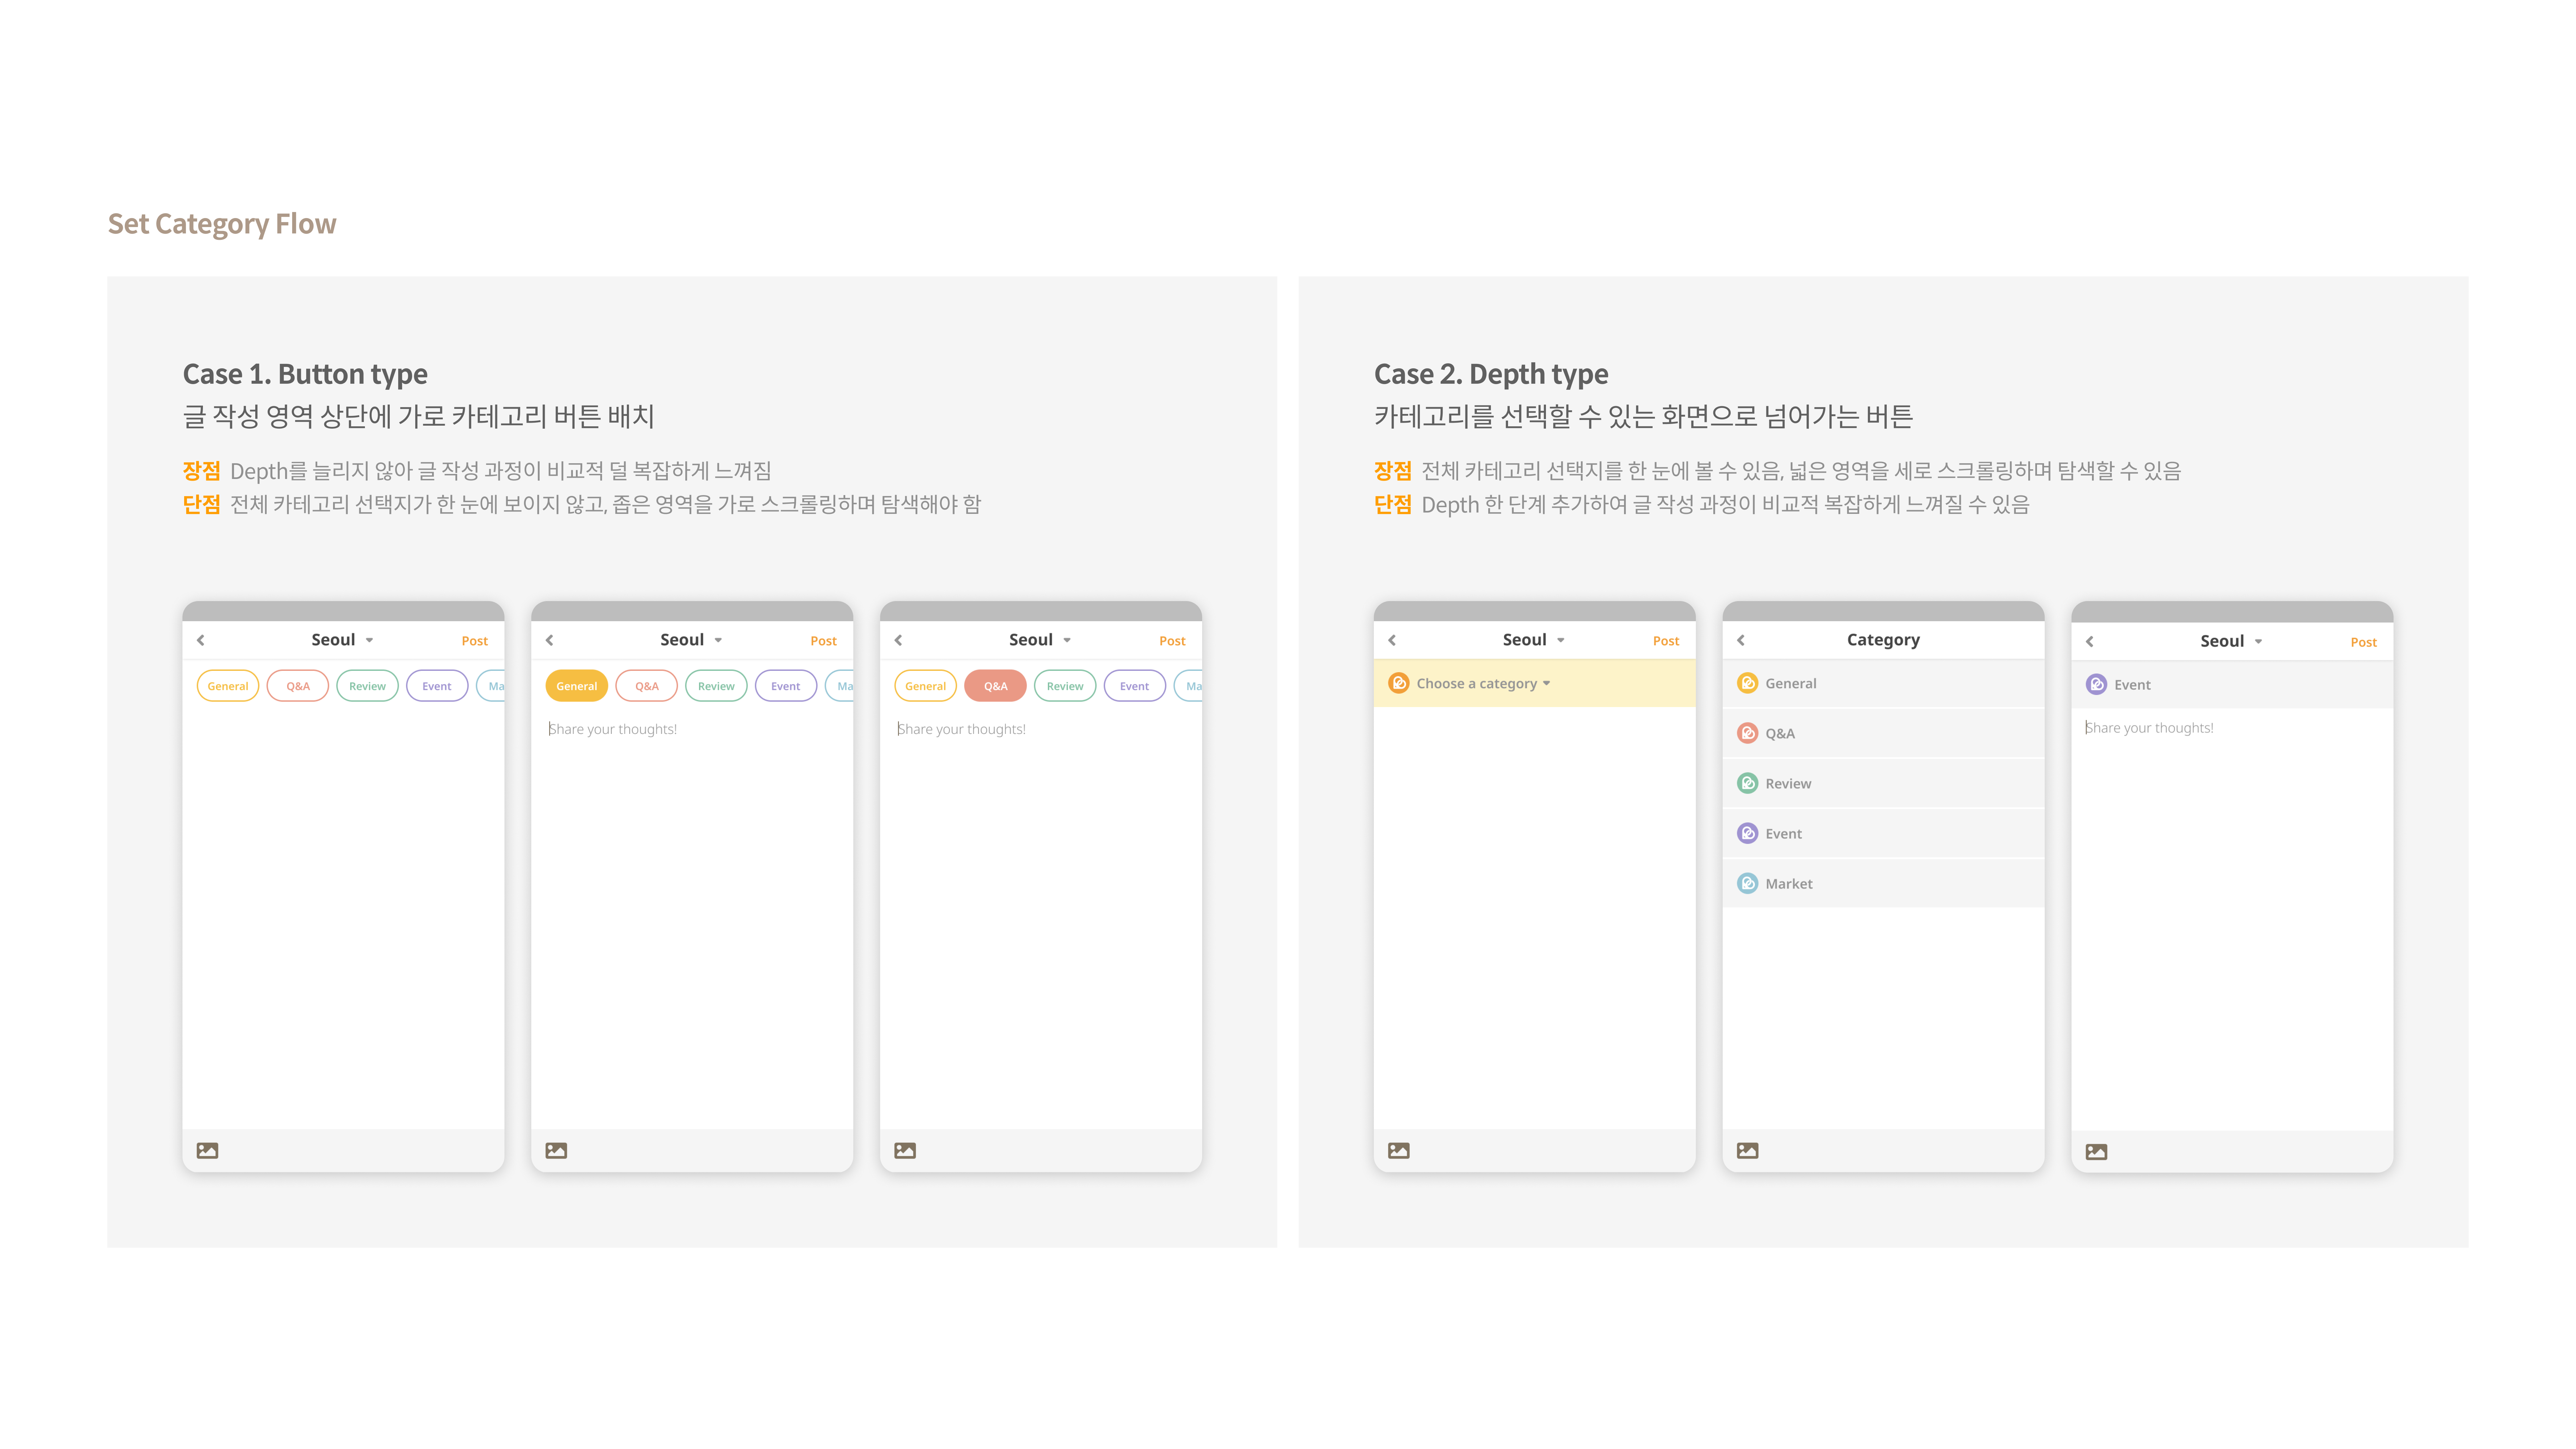 Set Category Flow
Case 1. Button type
글 작성 영역 상단에 가로 카테고리 버튼 배치
장점 Depth를 늘리지 않아 글 작성 과정이 비교적 덜 복잡하게 느껴짐
단점 전체 카테고리 선택지가 한 눈에 보이지 않고, 좁은 영역을 가로 스크롤링하며 탐색해야 함
Seoul Post
General Q&A Review Event Ma
Seoul Post
General Q&A Review Event Ma
Share your thoughts!
Seoul Post
General Q&A Review Event Ma
Share your thoughts!
Case 2. Depth type
카테고리를 선택할 수 있는 화면으로 넘어가는 버튼
장점 전체 카테고리 선택지를 한 눈에 볼 수 있음, 넓은 영역을 세로 스크롤링하며 탐색할 수 있음
단점 Depth 한 단계 추가하여 글 작성 과정이 비교적 복잡하게 느껴질 수 있음
Seoul Post
Choose a category
Category
General
Q&A
Review
Event
Market
Seoul Post
Event
Share your thoughts!